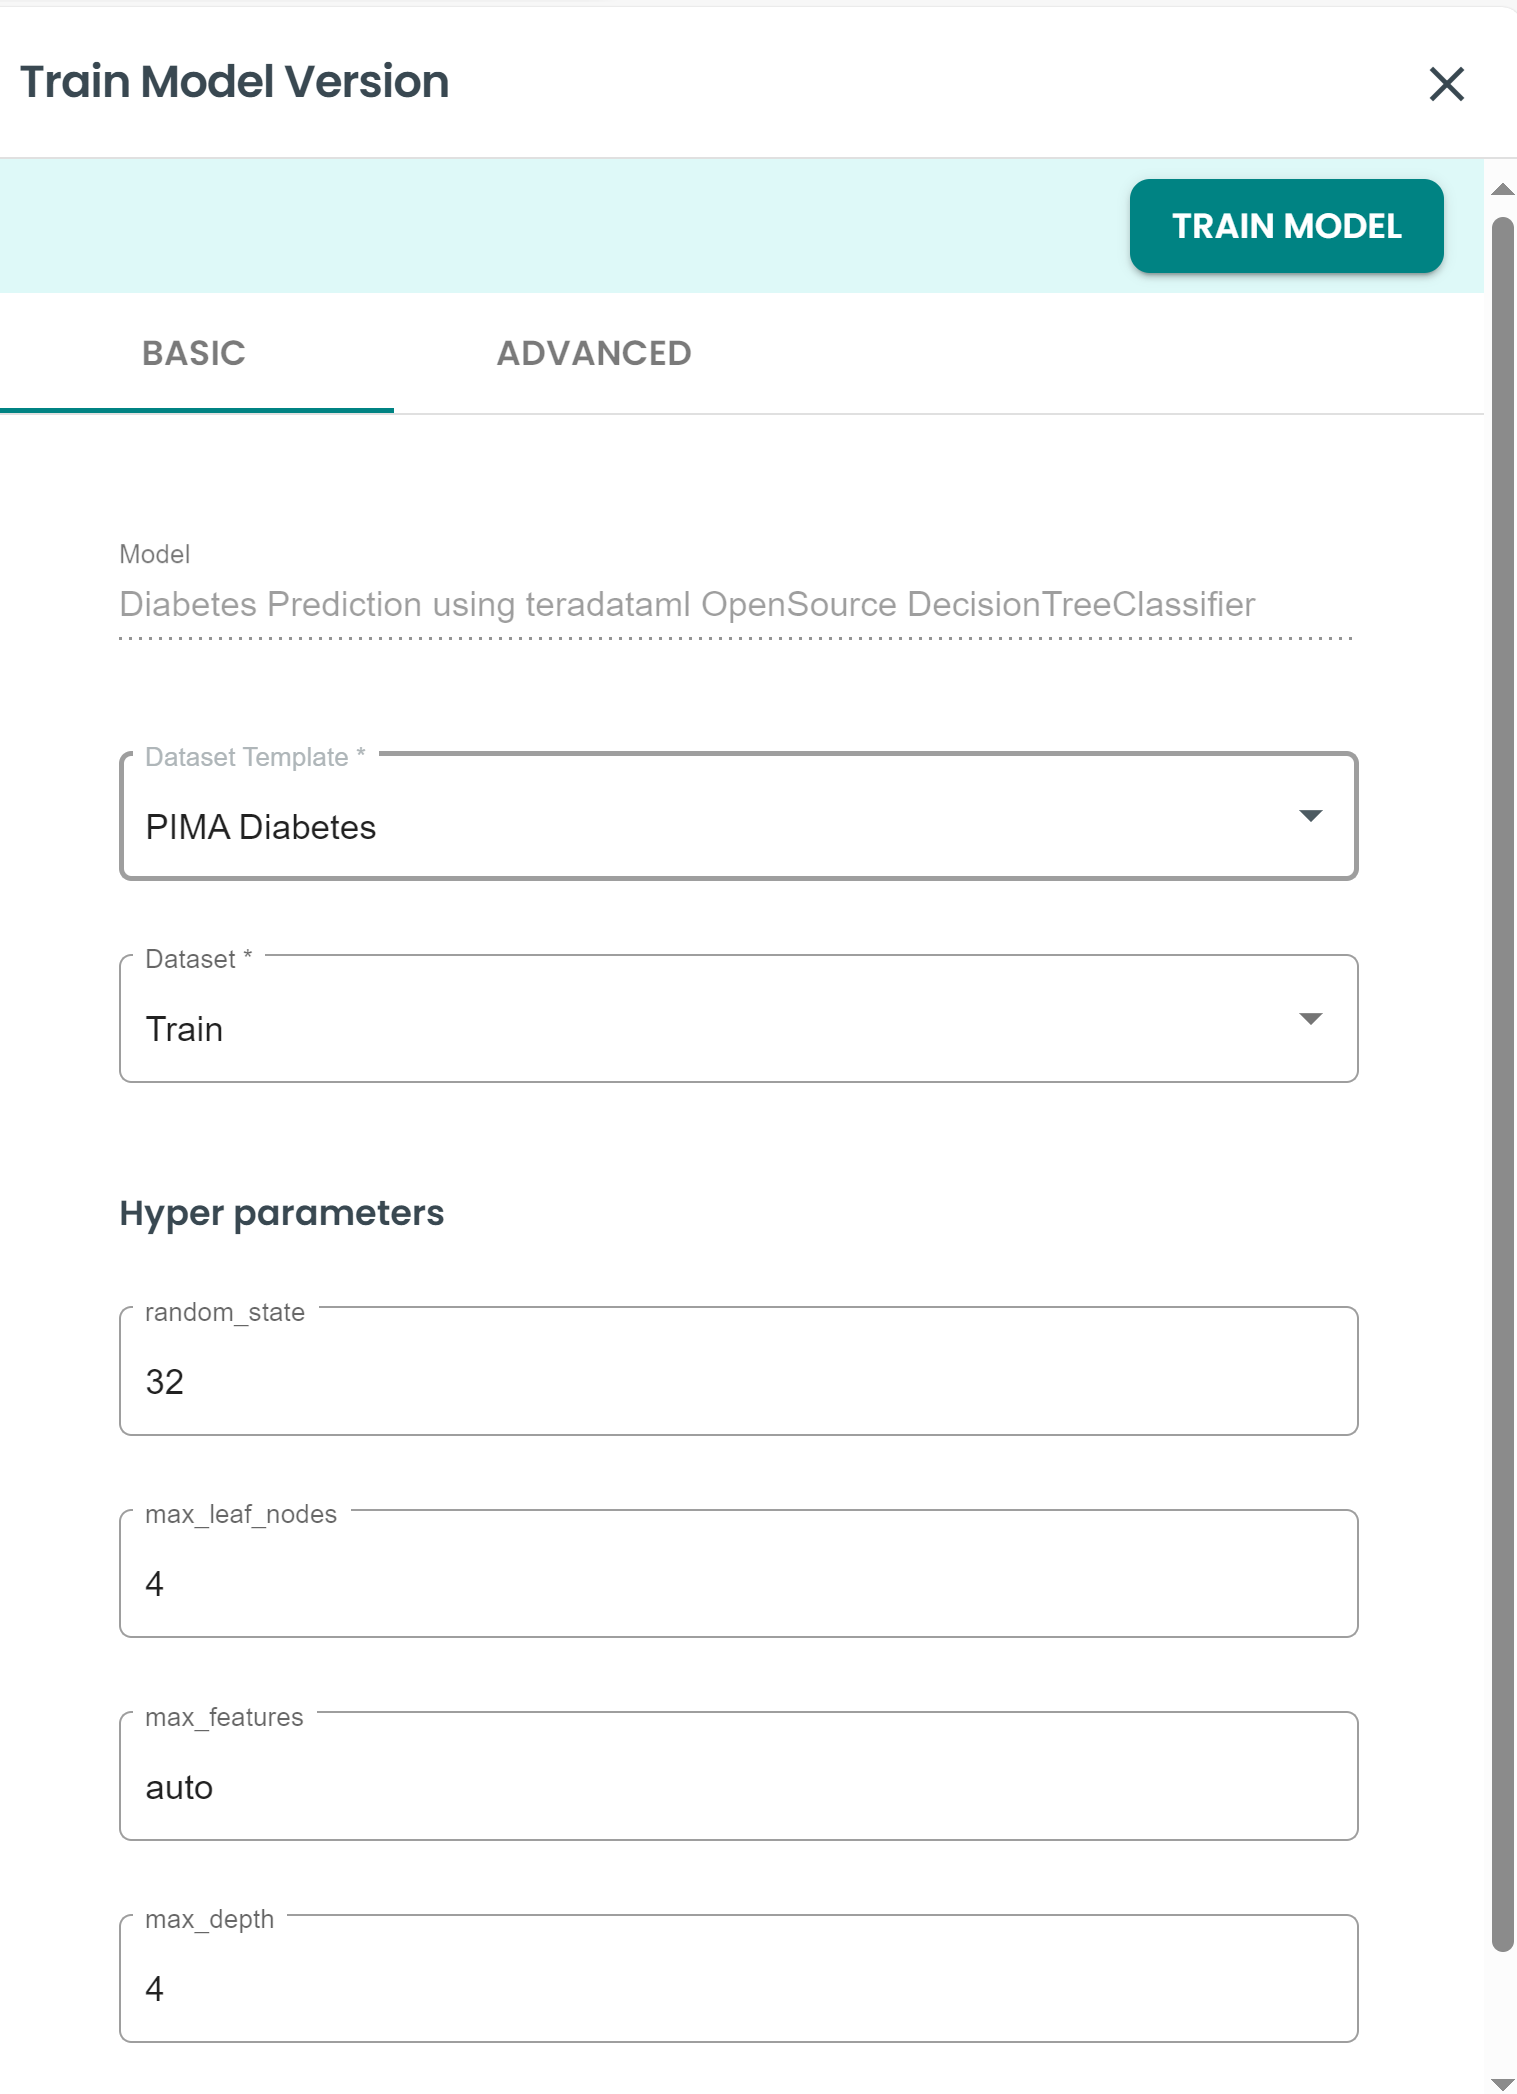 Train Model Version
TRAIN MODEL
BASIC ADVANCED
Model
Diabetes Prediction using teradataml OpenSource DecisionTreeClassifier
Dataset Template *
PIMA Diabetes
Dataset *
Train
Hyper parameters
random_state
32
max_leaf_nodes
4
max_features
auto
max_depth
4